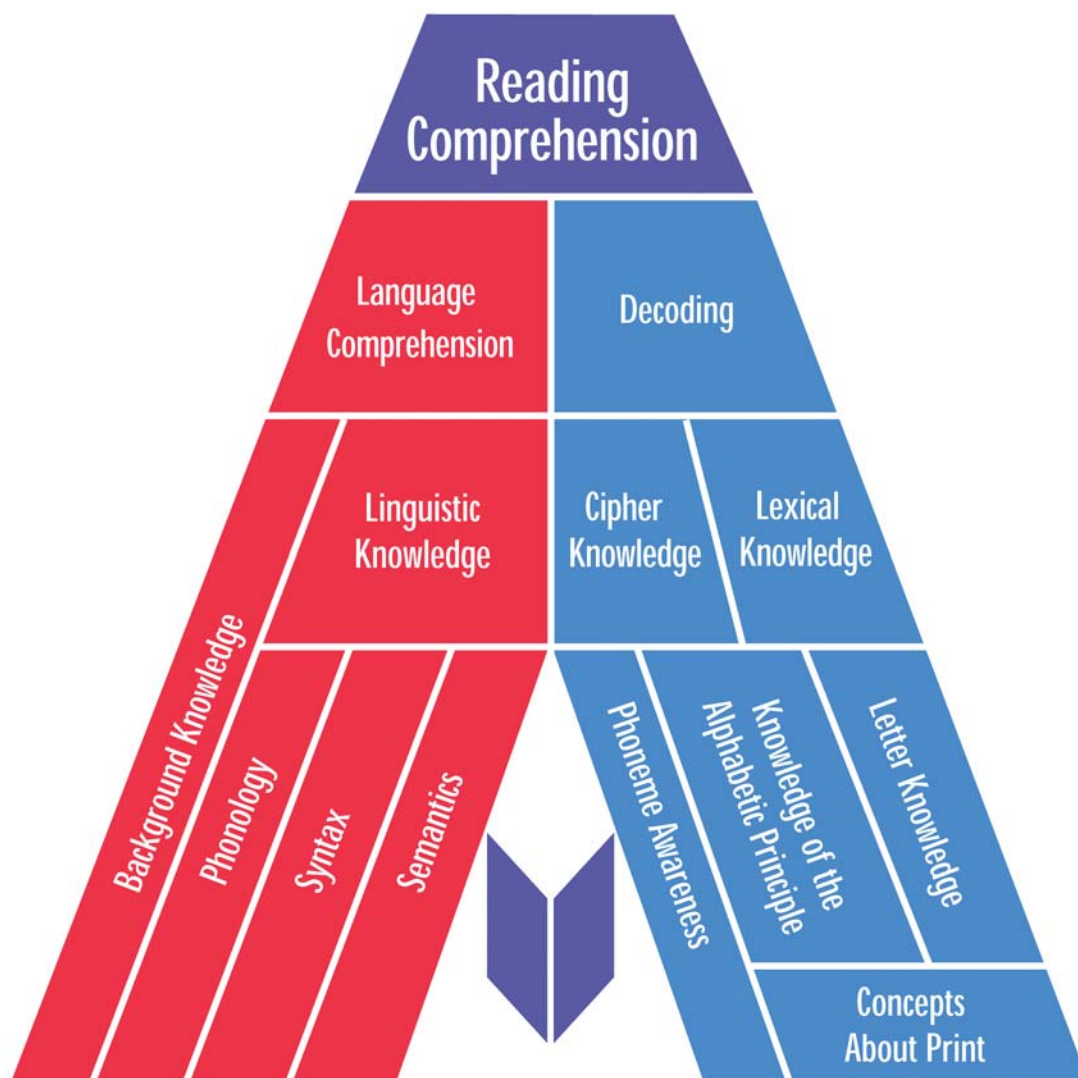 Reading
Comprehension
Language
Comprehension
Decoding
Linguistic
Knowledge
Cipher
Knowledge
Lexical
Knowledge
Background Knowledge
Phonology
Syntax
Semantics
Phoneme Awareness
Knowledge of the
Alphabetic Principle
Letter Knowledge
Concepts
About Print